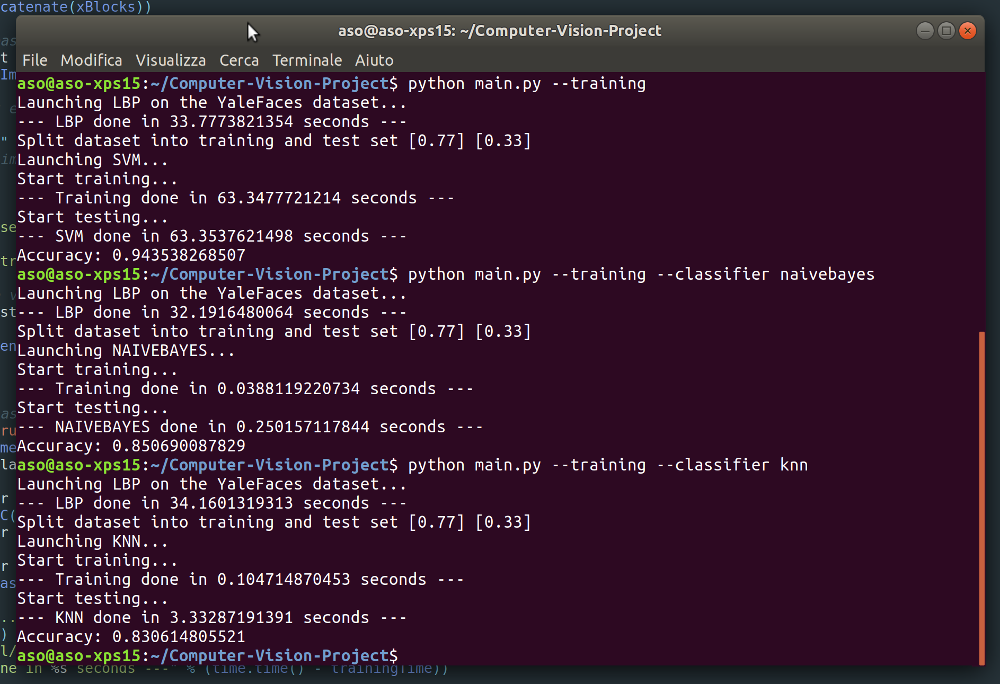 catenate(xBlocks))
aso@aso-xps15: ~/Computer-Vision-Project
File Modifica Visualizza Cerca Terminale Aiuto
aso@aso-xps15:~/Computer-Vision-Project$ python main.py --training
Launching LBP on the YaleFaces dataset...
--- LBP done in 33.7773821354 seconds ---
Split dataset into training and test set [0.77] [0.33]
Launching SVM...
Start training...
--- Training done in 63.3477721214 seconds ---
Start testing...
--- SVM done in 63.3537621498 seconds ---
Accuracy: 0.943538268507
aso@aso-xps15:~/Computer-Vision-Project$ python main.py --training --classifier naivebayes
Launching LBP on the YaleFaces dataset...
--- LBP done in 32.1916480064 seconds ---
Split dataset into training and test set [0.77] [0.33]
Launching NAIVEBAYES...
Start training...
--- Training done in 0.0388119220734 seconds ---
Start testing...
--- NAIVEBAYES done in 0.250157117844 seconds ---
Accuracy: 0.850690087829
aso@aso-xps15:~/Computer-Vision-Project$ python main.py --training --classifier knn
Launching LBP on the YaleFaces dataset...
--- LBP done in 34.1601319313 seconds ---
Split dataset into training and test set [0.77] [0.33]
Launching KNN...
Start training...
--- Training done in 0.104714870453 seconds ---
Start testing...
--- KNN done in 3.33287191391 seconds ---
Accuracy: 0.830614805521
aso@aso-xps15:~/Computer-Vision-Project$
ne in %s seconds ---" % (time.time() - trainingTime))